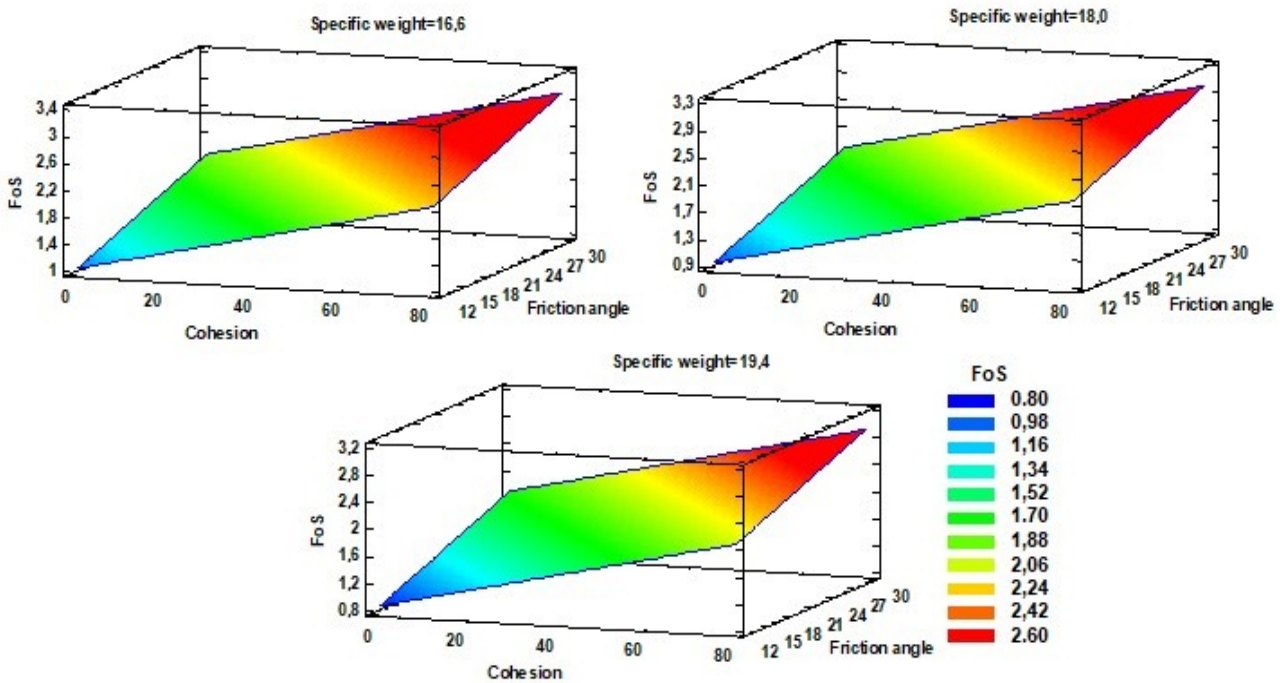 Specific weight=16,6
3,4
3
2,6
2,2
1,8
1,4
1
FoS
0
20
40
60
80
Cohesion
12 15 18 21 24 27 30
Friction angle
Specific weight=18,0
3,3
2,9
2,5
2,1
1,7
1,3
0,9
FoS
0
20
40
60
80
Cohesion
12 15 18 21 24 27 30
Friction angle
Specific weight=19,4
3,2
2,8
2,4
2
1,6
1,2
0,8
FoS
0
20
40
60
80
Cohesion
12 15 18 21 24 27 30
Friction angle
FoS
0.80
0,98
1,16
1,34
1,52
1.70
1,88
2,06
2,24
2,42
2.60